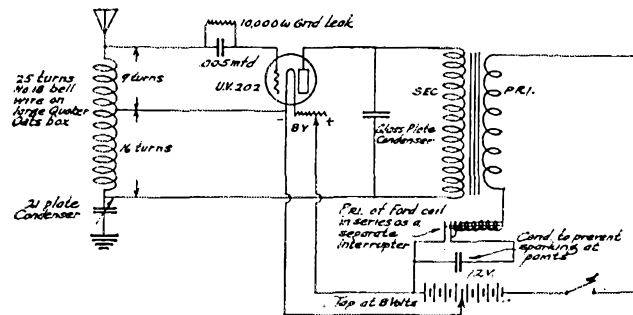 10,000 ω Grid Leak
.0005 mfd
U.V. 202
25 turns
No.18 bell
wire on
large Quaker
Oats box
9 turns
16 turns
21 plate
Condenser
- 8V +
Glass Plate
Condenser
SEC
PRI.
PRI. of Ford coil
in series as a
separate
interrupter
Cond. to prevent
sparking at
points
12V.
Tap at 8 Volts